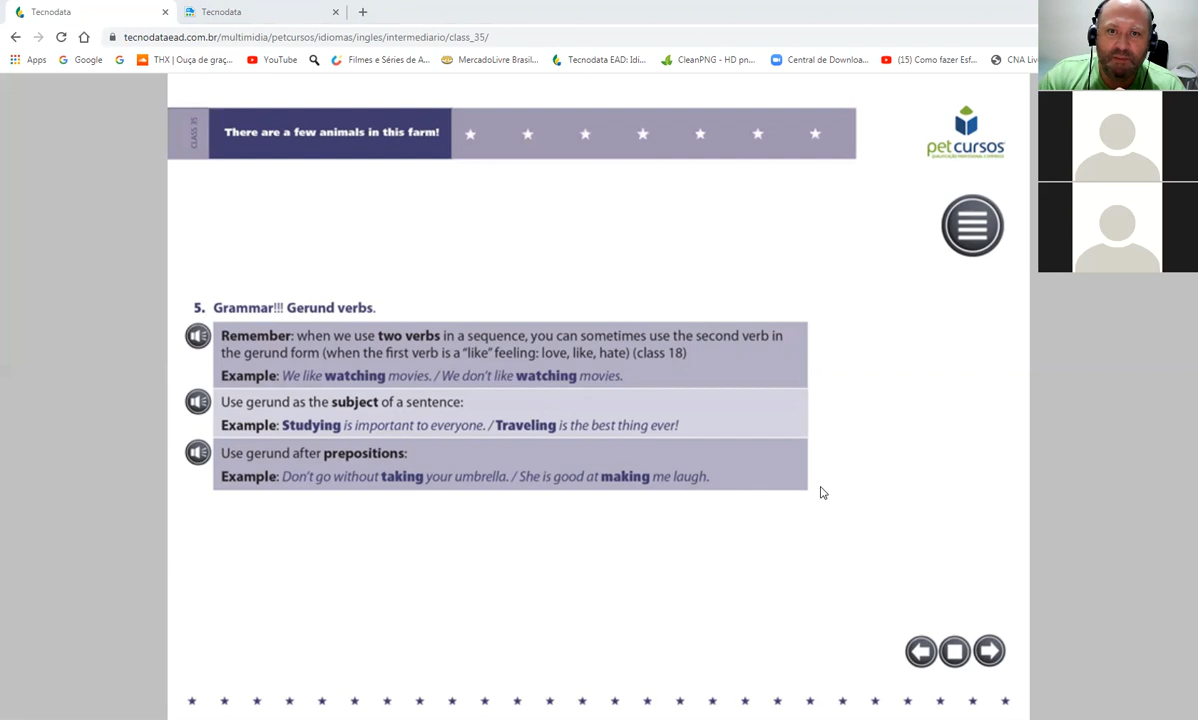 Tecnodata
Tecnodata
tecnodataead.com.br/multimidia/petcursos/idiomas/ingles/intermediario/class_35/
Apps
Google
THX | Ouça de graç...
YouTube
Filmes e Séries de A...
MercadoLivre Brasil...
Tecnodata EAD: Idi...
CleanPNG - HD pn...
Central de Downloa...
(15) Como fazer Esf...
CNA Liv
CLASS 35
There are a few animals in this farm!
petcursos
5. Grammar!!! Gerund verbs.
Remember: when we use two verbs in a sequence, you can sometimes use the second verb in
the gerund form (when the first verb is a “like” feeling: love, like, hate) (class 18)
Example: We like watching movies. / We don't like watching movies.
Use gerund as the subject of a sentence:
Example: Studying is important to everyone. / Traveling is the best thing ever!
Use gerund after prepositions:
Example: Don't go without taking your umbrella. / She is good at making me laugh.